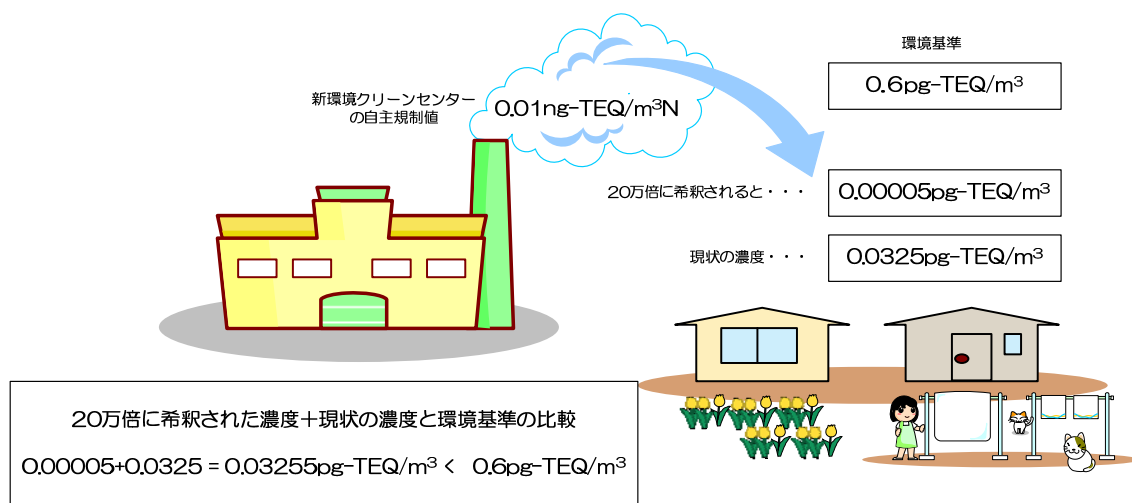 環境基準
0.6pg-TEQ/m³
新環境クリーンセンター
の自主規制値
0.01ng-TEQ/m³N
20万倍に希釈されると・・・
0.00005pg-TEQ/m³
現状の濃度・・・
0.0325pg-TEQ/m³
20万倍に希釈された濃度＋現状の濃度と環境基準の比較
0.00005+0.0325 = 0.03255pg-TEQ/m³ < 0.6pg-TEQ/m³